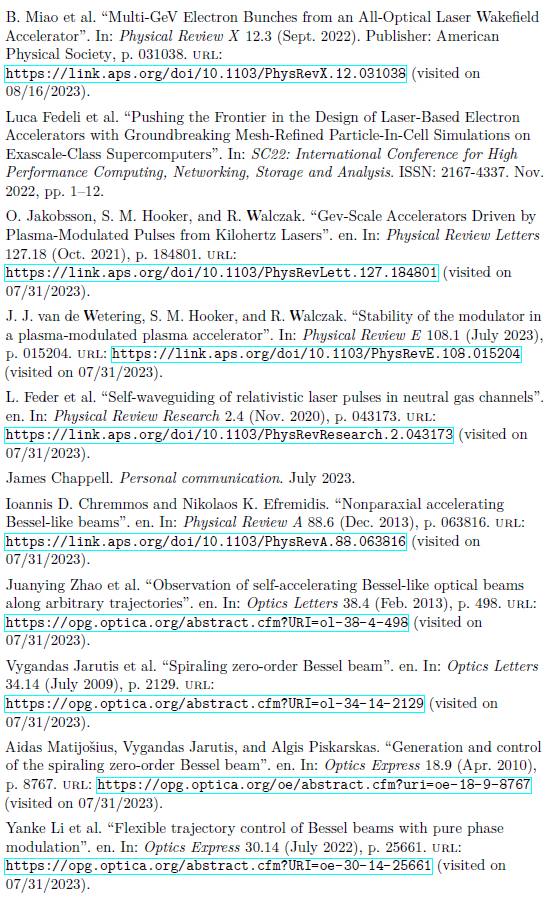 B. Miao et al. “Multi-GeV Electron Bunches from an All-Optical Laser Wakefield
Accelerator”. In: Physical Review X 12.3 (Sept. 2022). Publisher: American
Physical Society, p. 031038. URL:
https://link.aps.org/doi/10.1103/PhysRevX.12.031038 (visited on
08/16/2023).
Luca Fedeli et al. “Pushing the Frontier in the Design of Laser-Based Electron
Accelerators with Groundbreaking Mesh-Refined Particle-In-Cell Simulations on
Exascale-Class Supercomputers”. In: SC22: International Conference for High
Performance Computing, Networking, Storage and Analysis. ISSN: 2167-4337. Nov.
2022, pp. 1–12.
O. Jakobsson, S. M. Hooker, and R. Walczak. “Gev-Scale Accelerators Driven by
Plasma-Modulated Pulses from Kilohertz Lasers”. en. In: Physical Review Letters
127.18 (Oct. 2021), p. 184801. URL:
https://link.aps.org/doi/10.1103/PhysRevLett.127.184801 (visited on
07/31/2023).
J. J. van de Wetering, S. M. Hooker, and R. Walczak. “Stability of the modulator in
a plasma-modulated plasma accelerator”. In: Physical Review E 108.1 (July 2023),
p. 015204. URL: https://link.aps.org/doi/10.1103/PhysRevE.108.015204
(visited on 07/31/2023).
L. Feder et al. “Self-waveguiding of relativistic laser pulses in neutral gas channels”.
en. In: Physical Review Research 2.4 (Nov. 2020), p. 043173. URL:
https://link.aps.org/doi/10.1103/PhysRevResearch.2.043173 (visited on
07/31/2023).
James Chappell. Personal communication. July 2023.
Ioannis D. Chremmos and Nikolaos K. Efremidis. “Nonparaxial accelerating
Bessel-like beams”. en. In: Physical Review A 88.6 (Dec. 2013), p. 063816. URL:
https://link.aps.org/doi/10.1103/PhysRevA.88.063816 (visited on
07/31/2023).
Juanying Zhao et al. “Observation of self-accelerating Bessel-like optical beams
along arbitrary trajectories”. en. In: Optics Letters 38.4 (Feb. 2013), p. 498. URL:
https://opg.optica.org/abstract.cfm?URI=ol-38-4-498 (visited on
07/31/2023).
Vygandas Jarutis et al. “Spiraling zero-order Bessel beam”. en. In: Optics Letters
34.14 (July 2009), p. 2129. URL:
https://opg.optica.org/abstract.cfm?URI=ol-34-14-2129 (visited on
07/31/2023).
Aidas Matijošius, Vygandas Jarutis, and Algis Piskarskas. “Generation and control
of the spiraling zero-order Bessel beam”. en. In: Optics Express 18.9 (Apr. 2010),
p. 8767. URL: https://opg.optica.org/oe/abstract.cfm?uri=oe-18-9-8767
(visited on 07/31/2023).
Yanke Li et al. “Flexible trajectory control of Bessel beams with pure phase
modulation”. en. In: Optics Express 30.14 (July 2022), p. 25661. URL:
https://opg.optica.org/abstract.cfm?URI=oe-30-14-25661 (visited on
07/31/2023).